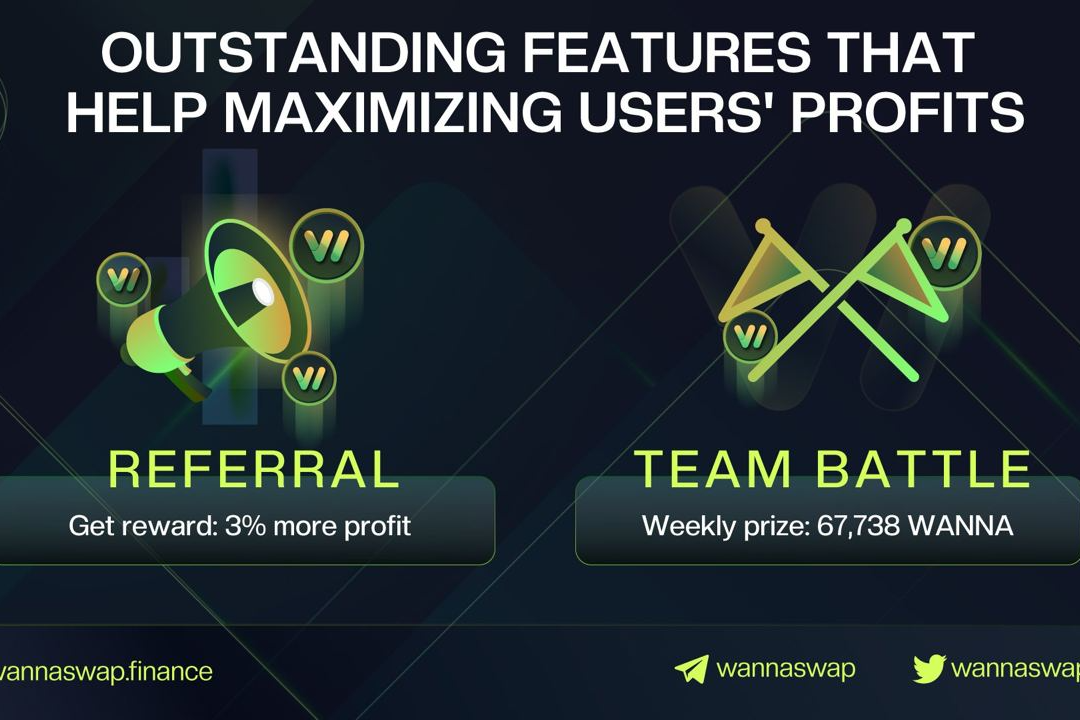 OUTSTANDING FEATURES THAT
HELP MAXIMIZING USERS' PROFITS
REFERRAL
Get reward: 3% more profit
TEAM BATTLE
Weekly prize: 67,738 WANNA
wannaswap.finance
wannaswap
wannaswap